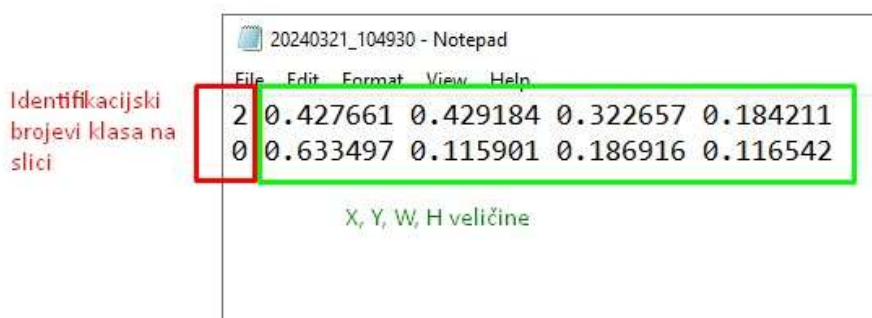 20240321_104930 - Notepad
File Edit Format View Help
Identifikacijski
brojevi klasa na
slici
2 0.427661 0.429184 0.322657 0.184211
0 0.633497 0.115901 0.186916 0.116542
X, Y, W, H veličine